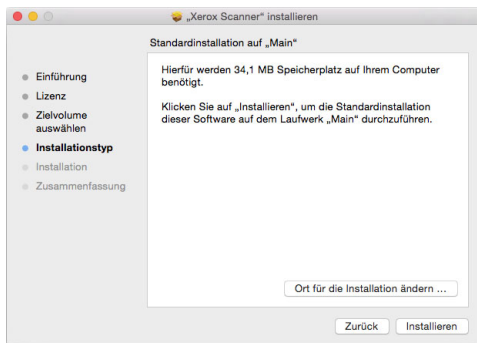 „Xerox Scanner“ installieren
Standardinstallation auf „Main“
Einführung
Lizenz
Zielvolume
auswählen
Installationstyp
Installation
Zusammenfassung
Hierfür werden 34,1 MB Speicherplatz auf Ihrem Computer
benötigt.
Klicken Sie auf „Installieren“, um die Standardinstallation
dieser Software auf dem Laufwerk „Main“ durchzuführen.
Ort für die Installation ändern ...
Zurück
Installieren